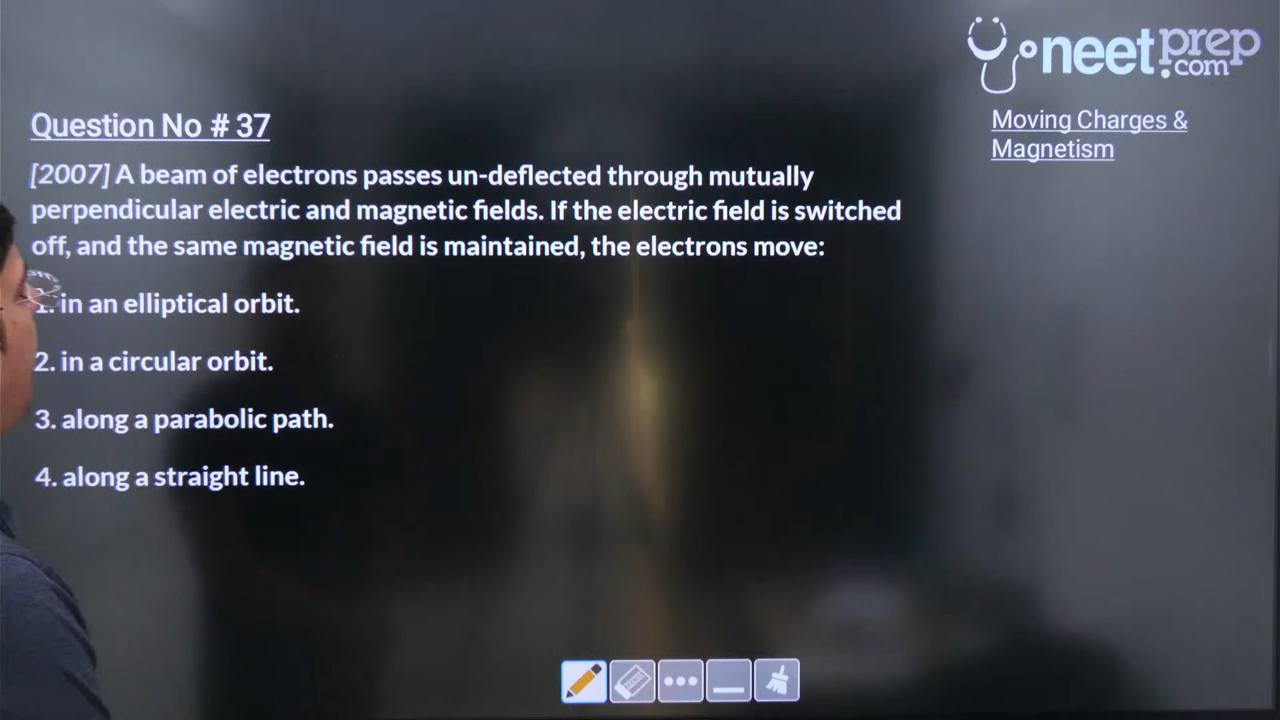 neetprep
.com
Moving Charges &
Magnetism
Question No # 37
[2007] A beam of electrons passes un-deflected through mutually
perpendicular electric and magnetic fields. If the electric field is switched
off, and the same magnetic field is maintained, the electrons move:
1. in an elliptical orbit.
2. in a circular orbit.
3. along a parabolic path.
4. along a straight line.